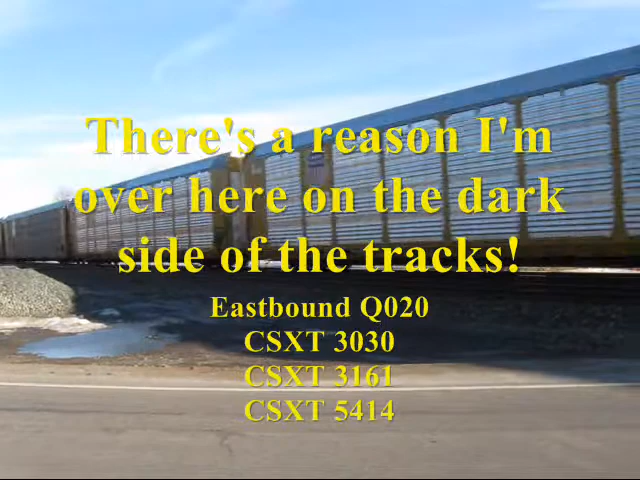 There's a reason I'm
over here on the dark
side of the tracks!
Eastbound Q020
CSXT 3030
CSXT 3161
CSXT 5414